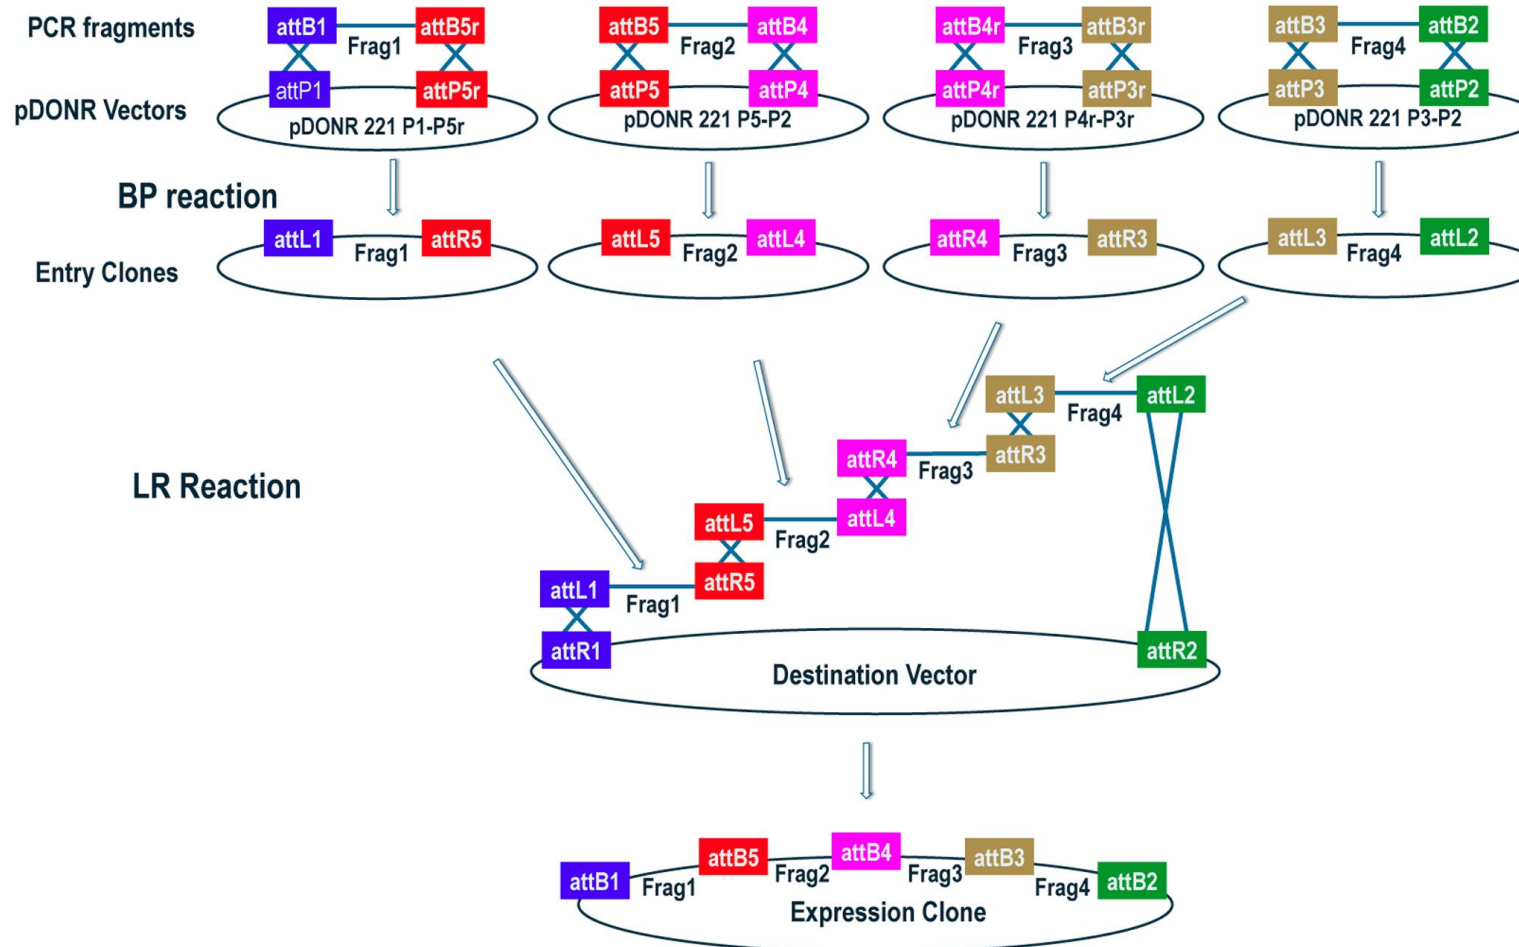 PCR fragments
attB1 Frag1 attB5r
attB5 Frag2 attB4
attB4r Frag3 attB3r
attB3 Frag4 attB2
pDONR Vectors
attP1 attP5r
pDONR 221 P1-P5r
attP5 attP4
pDONR 221 P5-P2
attP4r attP3r
pDONR 221 P4r-P3r
attP3 attP2
pDONR 221 P3-P2
BP reaction
Entry Clones
attL1 Frag1 attR5
attL5 Frag2 attL4
attR4 Frag3 attR3
attL3 Frag4 attL2
LR Reaction
attL3 Frag4 attL2
attR4 Frag3 attR3
attL5 Frag2 attL4
attL1 Frag1 attR5
attR1 attR2
Destination Vector
attB1 Frag1 attB5 Frag2 attB4 Frag3 attB3 Frag4 attB2
Expression Clone